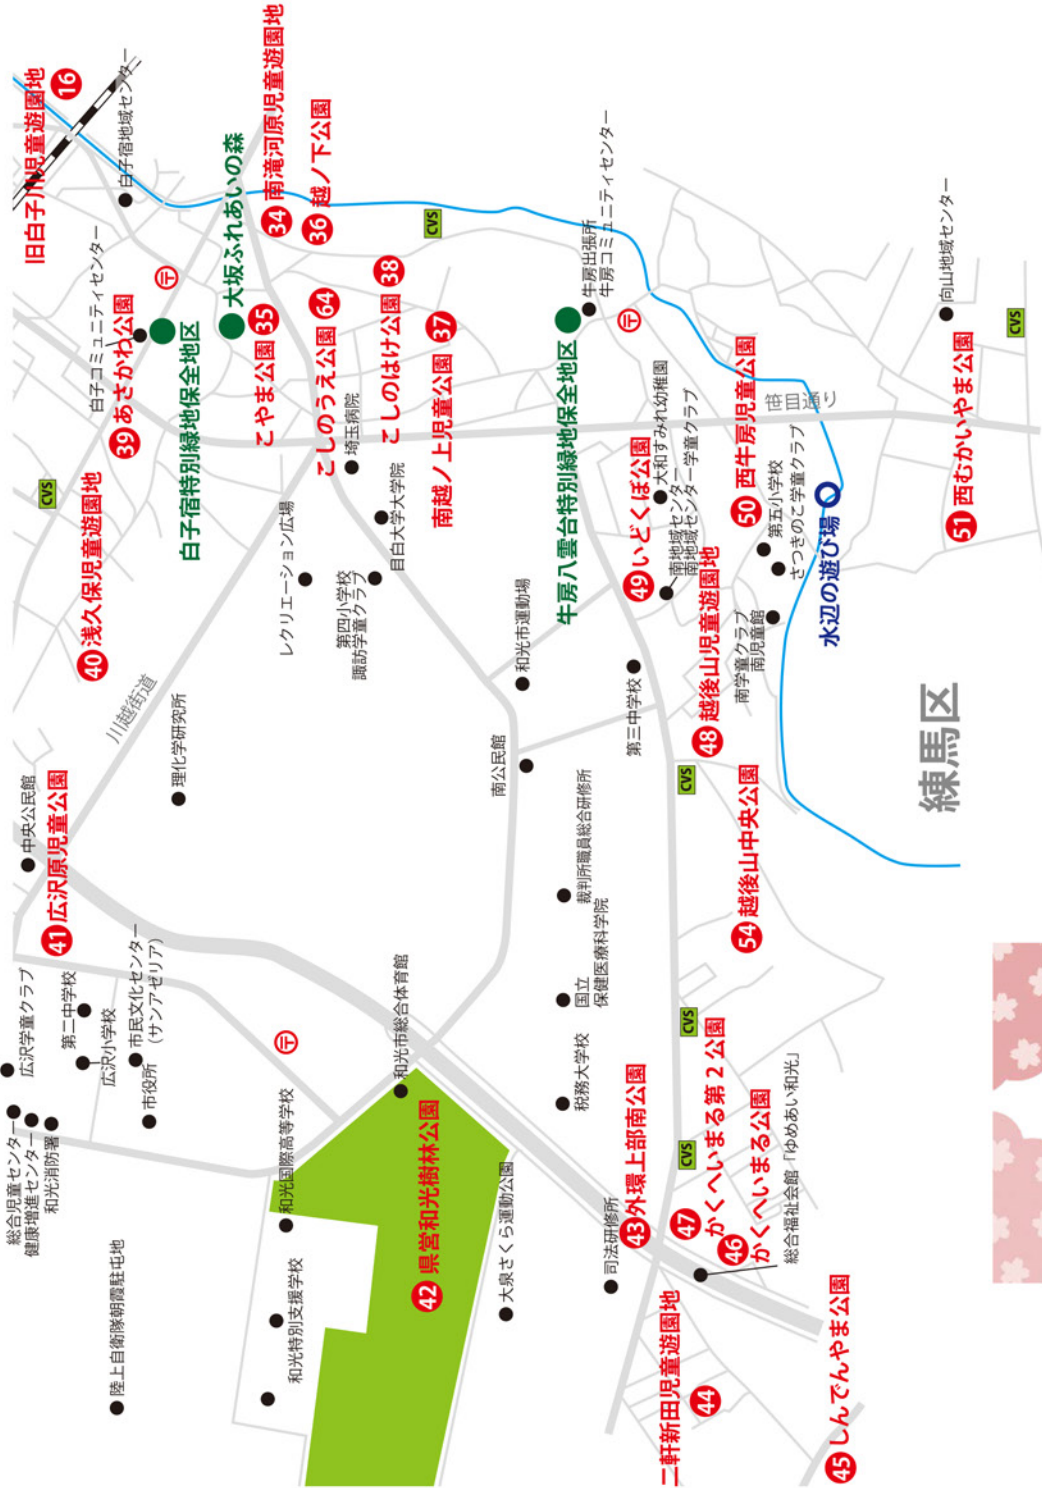 旧白子川児童遊園地
16
白子宿地域センター
白子コミュニティセンター
39 あさかわ公園
白子宿特別緑地保全地区
大坂ふれあいの森
34 南滝河原児童遊園地
36 越ノ下公園
こやま公園 35
こしのうえ公園 64
こしのはけ公園 38
南越ノ上児童公園 37
CVS
埼玉病院
目白大学大学院
レクリエーション広場
第四小学校
諏訪学童クラブ
CVS
40 浅久保児童遊園地
川越街道
理化学研究所
中央公民館
41 広沢原児童公園
広沢学童クラブ
第二中学校
広沢小学校
市民文化センター
(サンアゼリア)
市役所
総合児童センター
健康増進センター
和光消防署
陸上自衛隊朝霞駐屯地
和光国際高等学校
和光特別支援学校
和光市総合体育館
42 県営和光樹林公園
大泉さくら運動公園
牛房出張所
牛房コミュニティセンター
牛房八雲台特別緑地保全地区
和光市運動場
南公民館
裁判所職員総合研修所
国立
保健医療科学院
税務大学校
司法研修所
43 外環上部南公園
第三中学校
49 いどくぼ公園
大和すみれ幼稚園
南地域センター
南地域センター学童クラブ
48 越後山児童遊園地
50 西牛房児童公園
第五小学校
さつきのこ学童クラブ
南学童クラブ
南児童館
笹目通り
水辺の遊び場
向山地域センター
51 西むかいやま公園
CVS
CVS
54 越後山中央公園
CVS
CVS
47 かくへいまる第2公園
46 かくへいまる公園
総合福祉会館「ゆめあい和光」
二軒新田児童遊園地
44
45 しんでんやま公園
練馬区